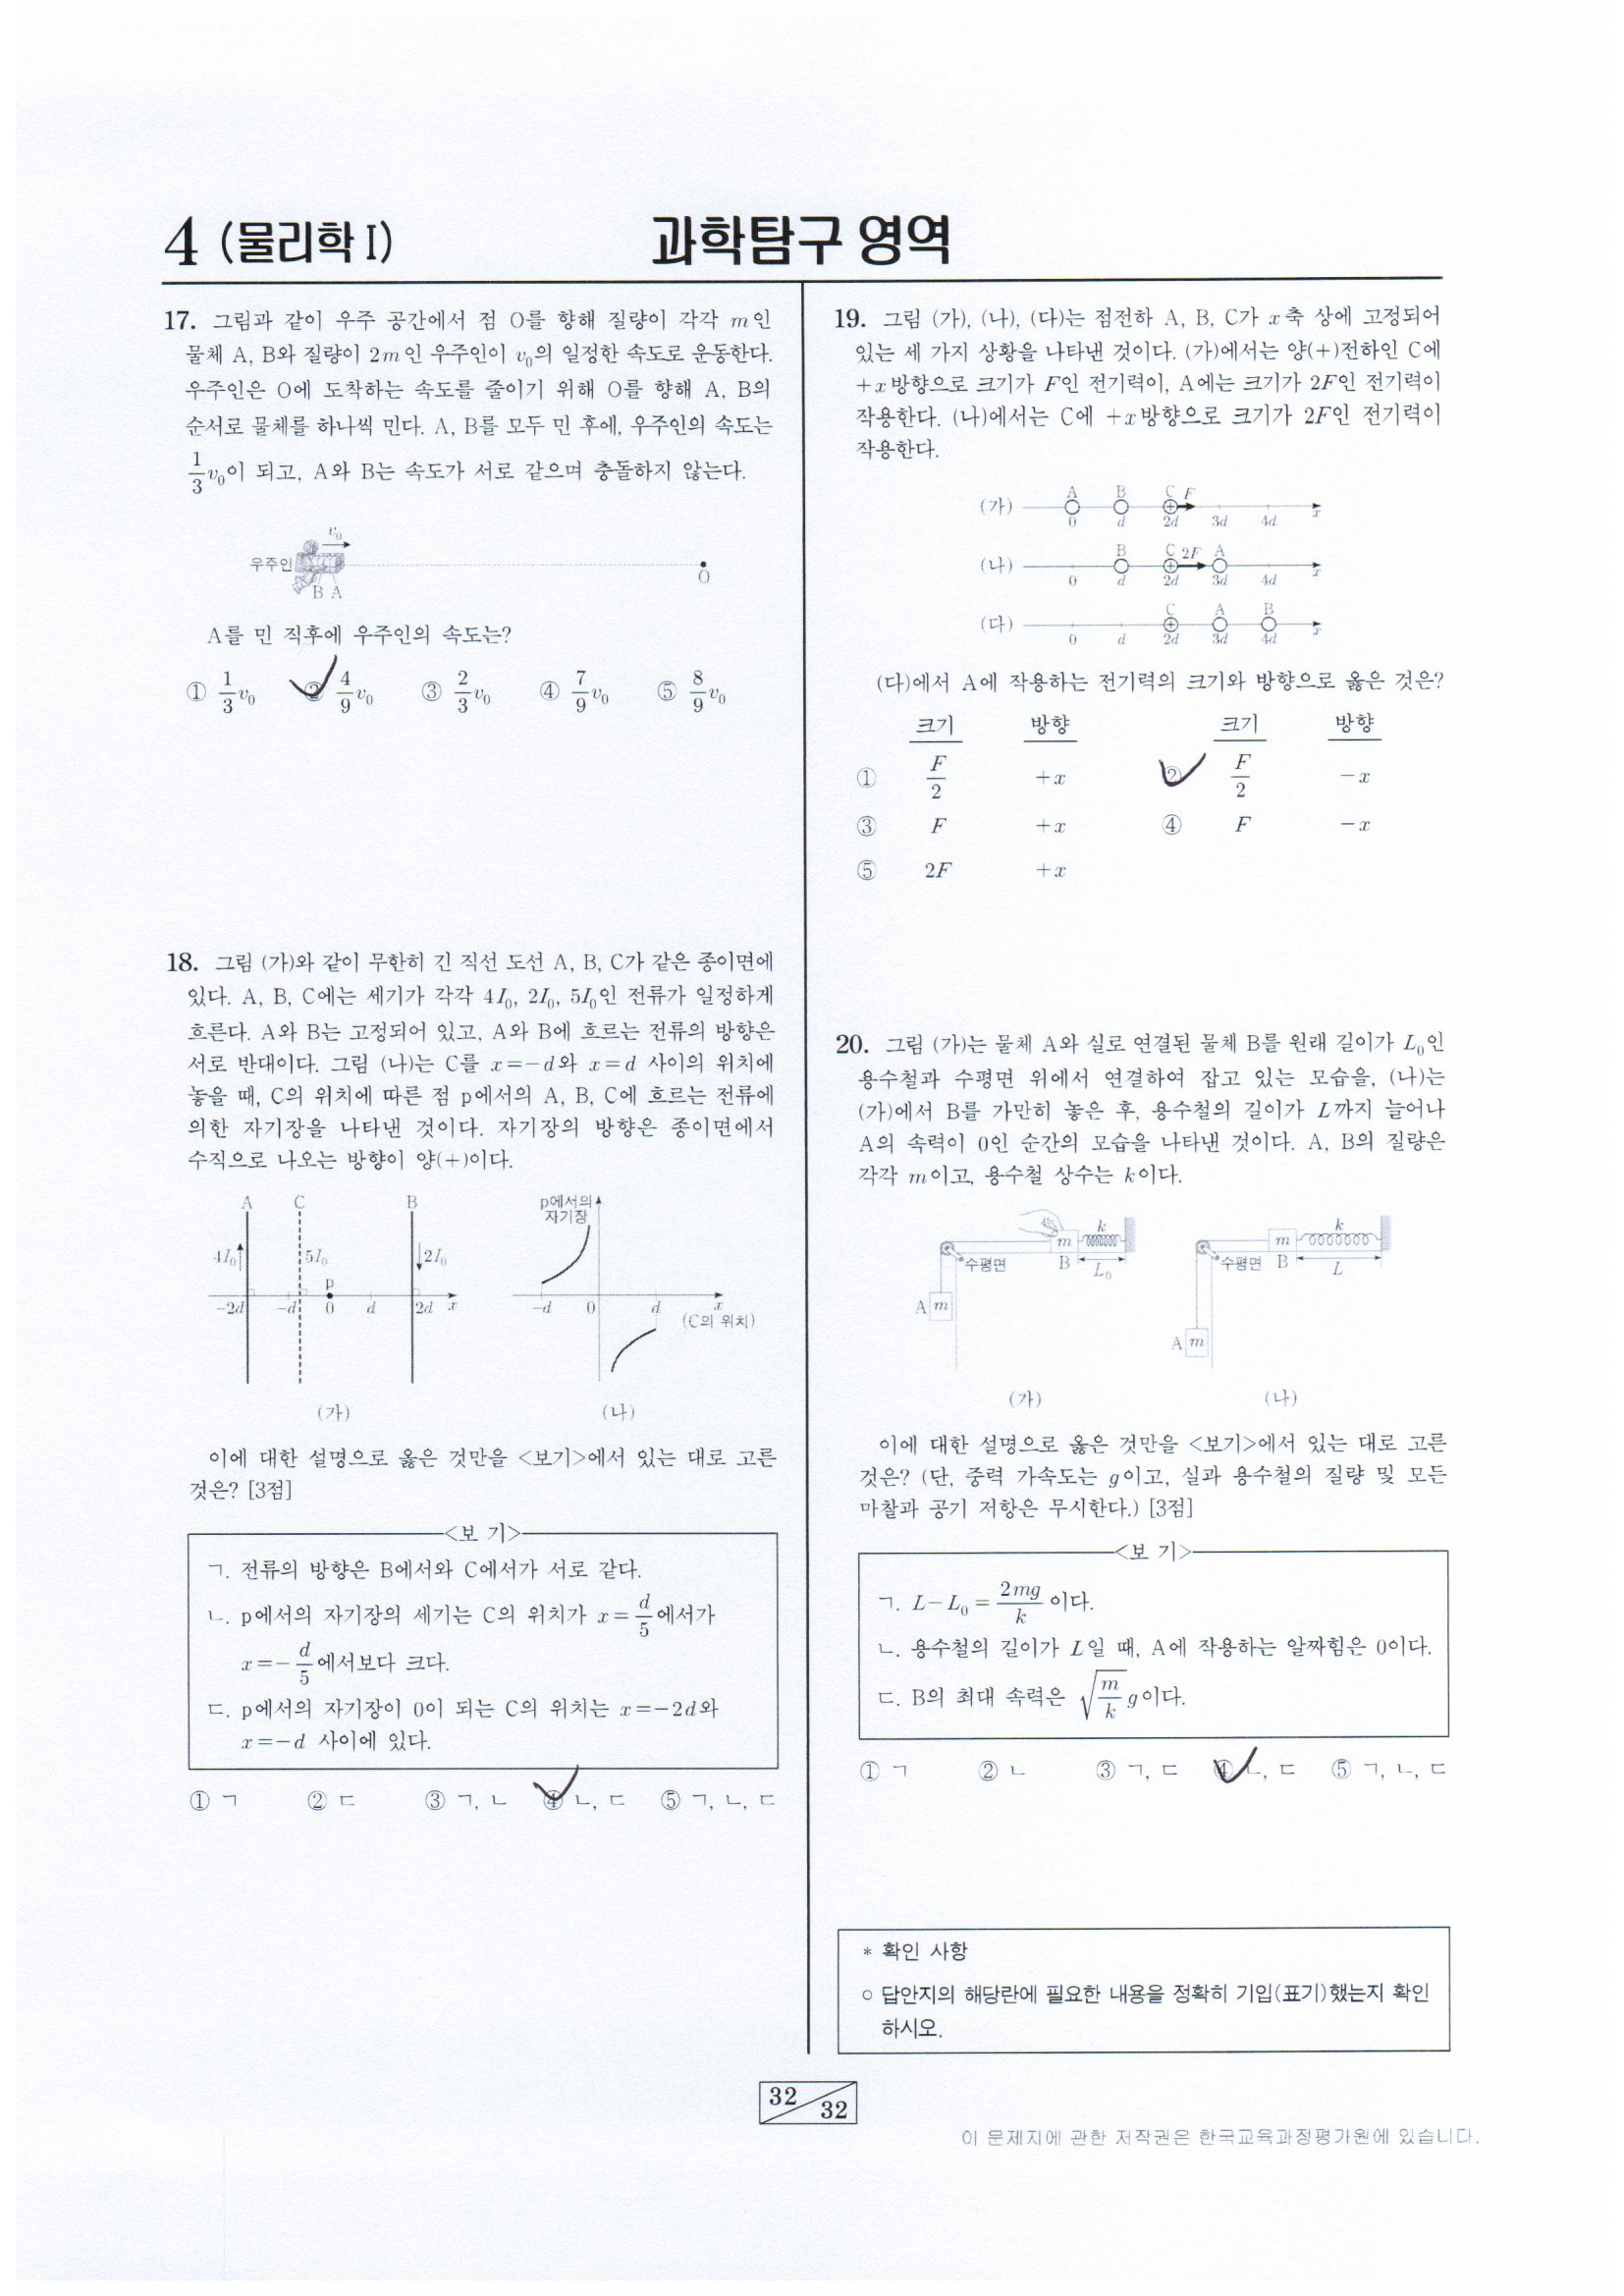 4 (물리학 I)
과학탐구 영역
17. 그림과 같이 우주 공간에서 점 O를 향해 질량이 각각 m인
물체 A, B와 질량이 2m인 우주인이 v₀의 일정한 속도로 운동한다.
우주인은 O에 도착하는 속도를 줄이기 위해 O를 향해 A, B의
순서로 물체를 하나씩 민다. A, B를 모두 민 후에, 우주인의 속도는
1/3 v₀이 되고, A와 B는 속도가 서로 같으며 충돌하지 않는다.
v₀
우주인
B A
O
A를 민 직후에 우주인의 속도는?
① 1/3 v₀ ② 4/9 v₀ ③ 2/3 v₀ ④ 7/9 v₀ ⑤ 8/9 v₀
18. 그림 (가)와 같이 무한히 긴 직선 도선 A, B, C가 같은 종이면에
있다. A, B, C에는 세기가 각각 4I₀, 2I₀, 5I₀인 전류가 일정하게
흐른다. A와 B는 고정되어 있고, A와 B에 흐르는 전류의 방향은
서로 반대이다. 그림 (나)는 C를 x=-d와 x=d 사이의 위치에
놓을 때, C의 위치에 따른 점 p에서의 A, B, C에 흐르는 전류에
의한 자기장을 나타낸 것이다. 자기장의 방향은 종이면에서
수직으로 나오는 방향이 양(+)이다.
A C B
4I₀ 5I₀ 2I₀
p
-2d -d 0 d 2d x
(가)
p에서의
자기장
-d 0 d x
(C의 위치)
(나)
이에 대한 설명으로 옳은 것만을 <보기>에서 있는 대로 고른
것은? [3점]
<보 기>
ㄱ. 전류의 방향은 B에서와 C에서가 서로 같다.
ㄴ. p에서의 자기장의 세기는 C의 위치가 x=d/5에서가
x=-d/5에서보다 크다.
ㄷ. p에서의 자기장이 0이 되는 C의 위치는 x=-2d와
x=-d 사이에 있다.
① ㄱ ② ㄷ ③ ㄱ, ㄴ ④ ㄴ, ㄷ ⑤ ㄱ, ㄴ, ㄷ
19. 그림 (가), (나), (다)는 점전하 A, B, C가 x축 상에 고정되어
있는 세 가지 상황을 나타낸 것이다. (가)에서는 양(+)전하인 C에
+x방향으로 크기가 F인 전기력이, A에는 크기가 2F인 전기력이
작용한다. (나)에서는 C에 +x방향으로 크기가 2F인 전기력이
작용한다.
A B C F
(가)
0 d 2d 3d 4d x
B C 2F A
(나)
0 d 2d 3d 4d x
C A B
(다)
0 d 2d 3d 4d x
(다)에서 A에 작용하는 전기력의 크기와 방향으로 옳은 것은?
크기 방향 크기 방향
① F/2 +x ② F/2 -x
③ F +x ④ F -x
⑤ 2F +x
20. 그림 (가)는 물체 A와 실로 연결된 물체 B를 원래 길이가 L₀인
용수철과 수평면 위에서 연결하여 잡고 있는 모습을, (나)는
(가)에서 B를 가만히 놓은 후, 용수철의 길이가 L까지 늘어나
A의 속력이 0인 순간의 모습을 나타낸 것이다. A, B의 질량은
각각 m이고, 용수철 상수는 k이다.
k
m
수평면 B L₀
A m
(가)
k
m
수평면 B L
A m
(나)
이에 대한 설명으로 옳은 것만을 <보기>에서 있는 대로 고른
것은? (단, 중력 가속도는 g이고, 실과 용수철의 질량 및 모든
마찰과 공기 저항은 무시한다.) [3점]
<보 기>
ㄱ. L-L₀=2mg/k이다.
ㄴ. 용수철의 길이가 L일 때, A에 작용하는 알짜힘은 0이다.
ㄷ. B의 최대 속력은 √(m/k) g이다.
① ㄱ ② ㄴ ③ ㄱ, ㄷ ④ ㄴ, ㄷ ⑤ ㄱ, ㄴ, ㄷ
* 확인 사항
○ 답안지의 해당란에 필요한 내용을 정확히 기입(표기)했는지 확인
하시오.
32
32
이 문제지에 관한 저작권은 한국교육과정평가원에 있습니다.